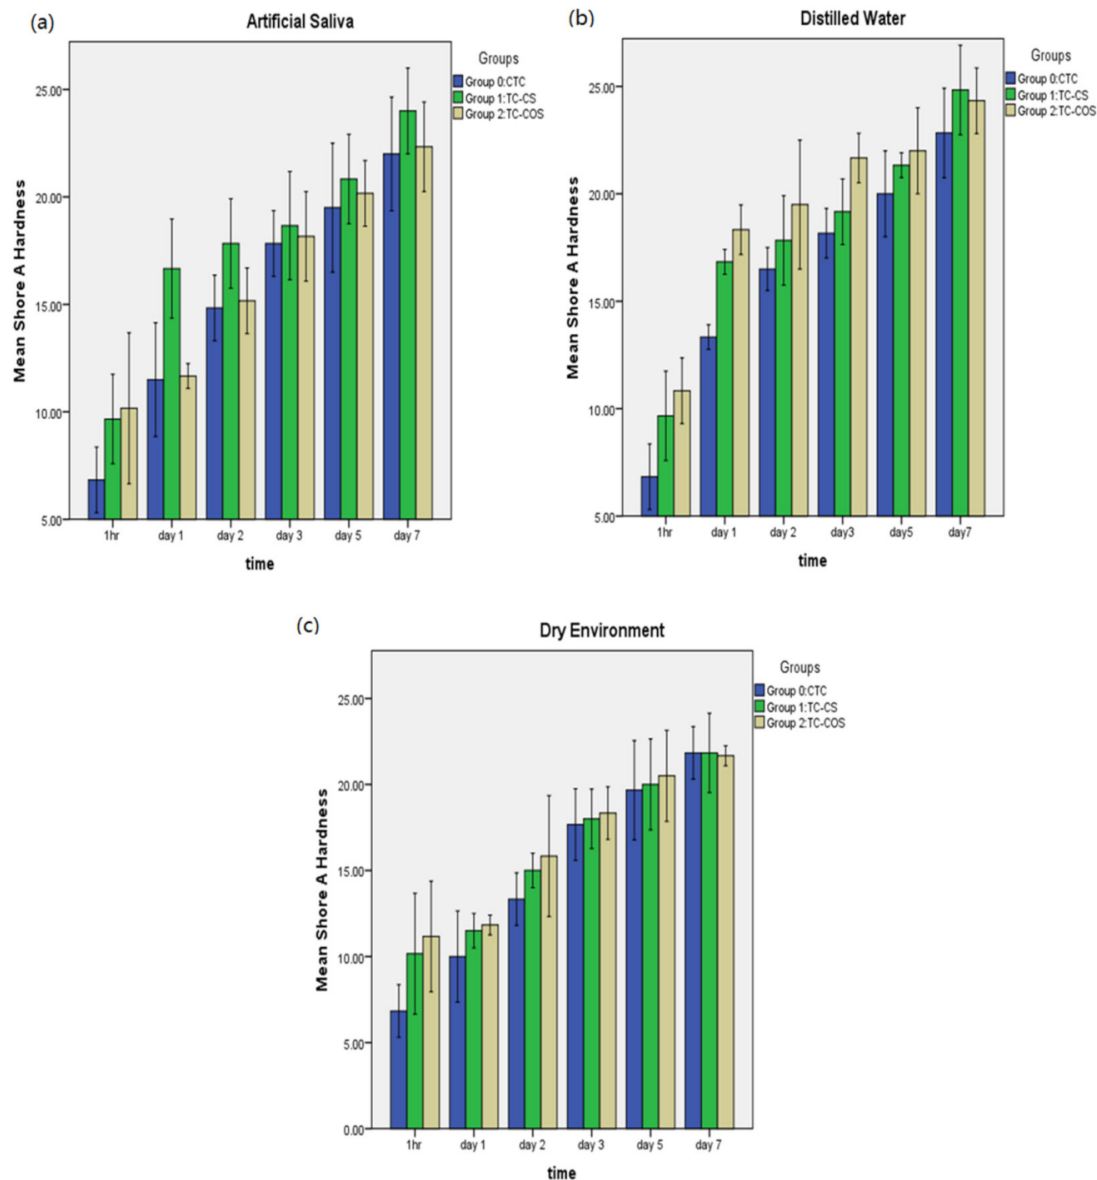 (a)
Artificial Saliva
Groups
Group 0:CTC
Group 1:TC-CS
Group 2:TC-COS
Mean Shore A Hardness
25.00
20.00
15.00
10.00
5.00
1hr day 1 day 2 day 3 day 5 day 7
time
(b)
Distilled Water
Groups
Group 0:CTC
Group 1:TC-CS
Group 2:TC-COS
Mean Shore A Hardness
25.00
20.00
15.00
10.00
5.00
1hr day 1 day 2 day3 day5 day7
time
(c)
Dry Environment
Groups
Group 0:CTC
Group 1:TC-CS
Group 2:TC-COS
Mean Shore A Hardness
25.00
20.00
15.00
10.00
5.00
0.00
1hr day 1 day 2 day 3 day 5 day 7
time